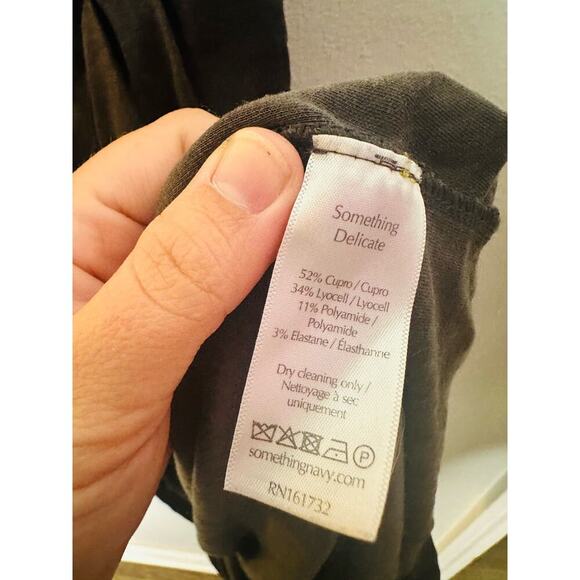 Something
Delicate
52% Cupro / Cupro
34% Lyocell / Lyocell
11% Polyamide /
Polyamide
3% Elastane / Élasthanne
Dry cleaning only /
Nettoyage à sec
uniquement
P
somethingnavy.com
RN161732